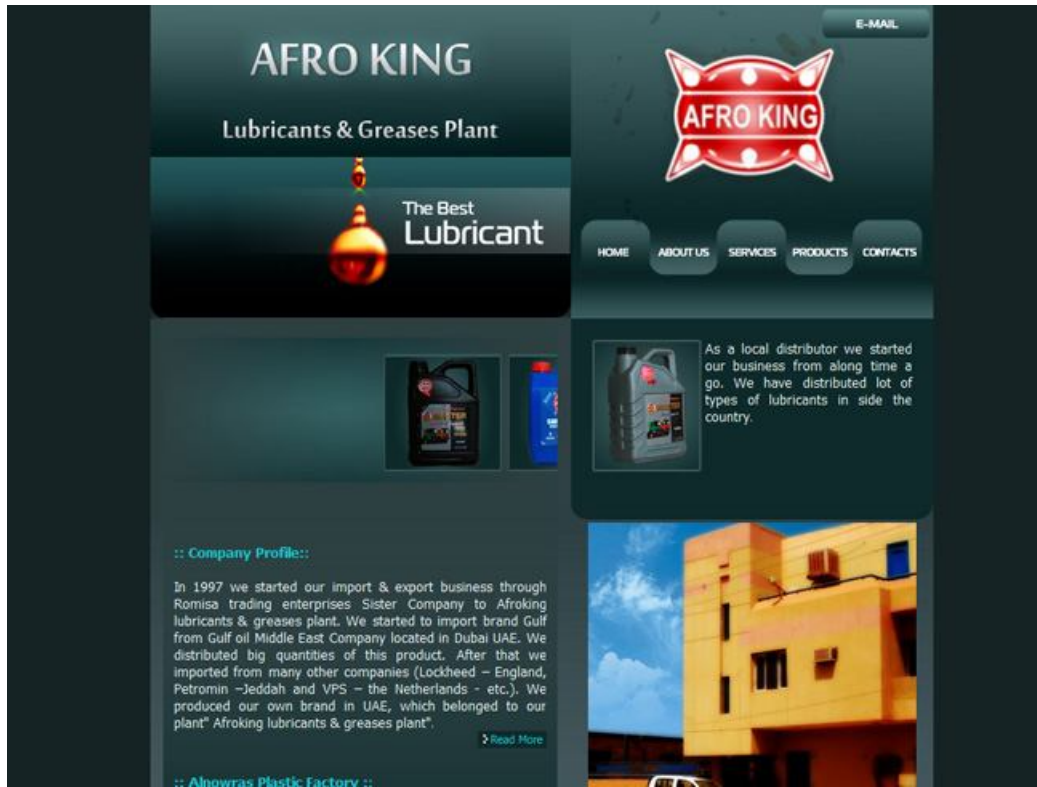 E-MAIL
AFRO KING
Lubricants & Greases Plant
AFRO KING
The Best
Lubricant
HOME
ABOUT US
SERVICES
PRODUCTS
CONTACTS
As a local distributor we started
our business from along time a
go. We have distributed lot of
types of lubricants in side the
country.
:: Company Profile::
In 1997 we started our import & export business through
Romisa trading enterprises Sister Company to Afroking
lubricants & greases plant. We started to import brand Gulf
from Gulf oil Middle East Company located in Dubai UAE. We
distributed big quantities of this product. After that we
imported from many other companies (Lockheed – England,
Petromin –Jeddah and VPS – the Netherlands - etc.). We
produced our own brand in UAE, which belonged to our
plant" Afroking lubricants & greases plant".
Read More
:: Alnowras Plastic Factory ::